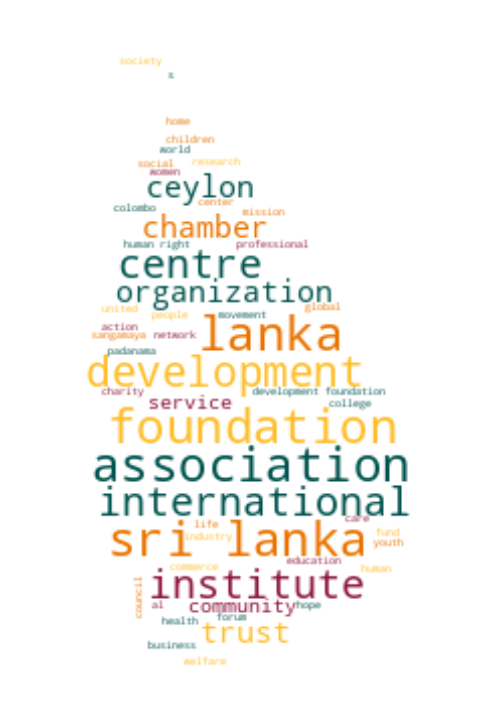 society
s
home
children
world
social research
women
ceylon
center
colombo mission
chamber
human right professional
centre
organization
united people movement global
action
sangamaya network lanka
padanama
development
charity development foundation
service college
foundation
association
international
care
life fund
sri lanka
industry youth
education
commerce human
institute
council
al community hope
forum
health
trust
business
welfare